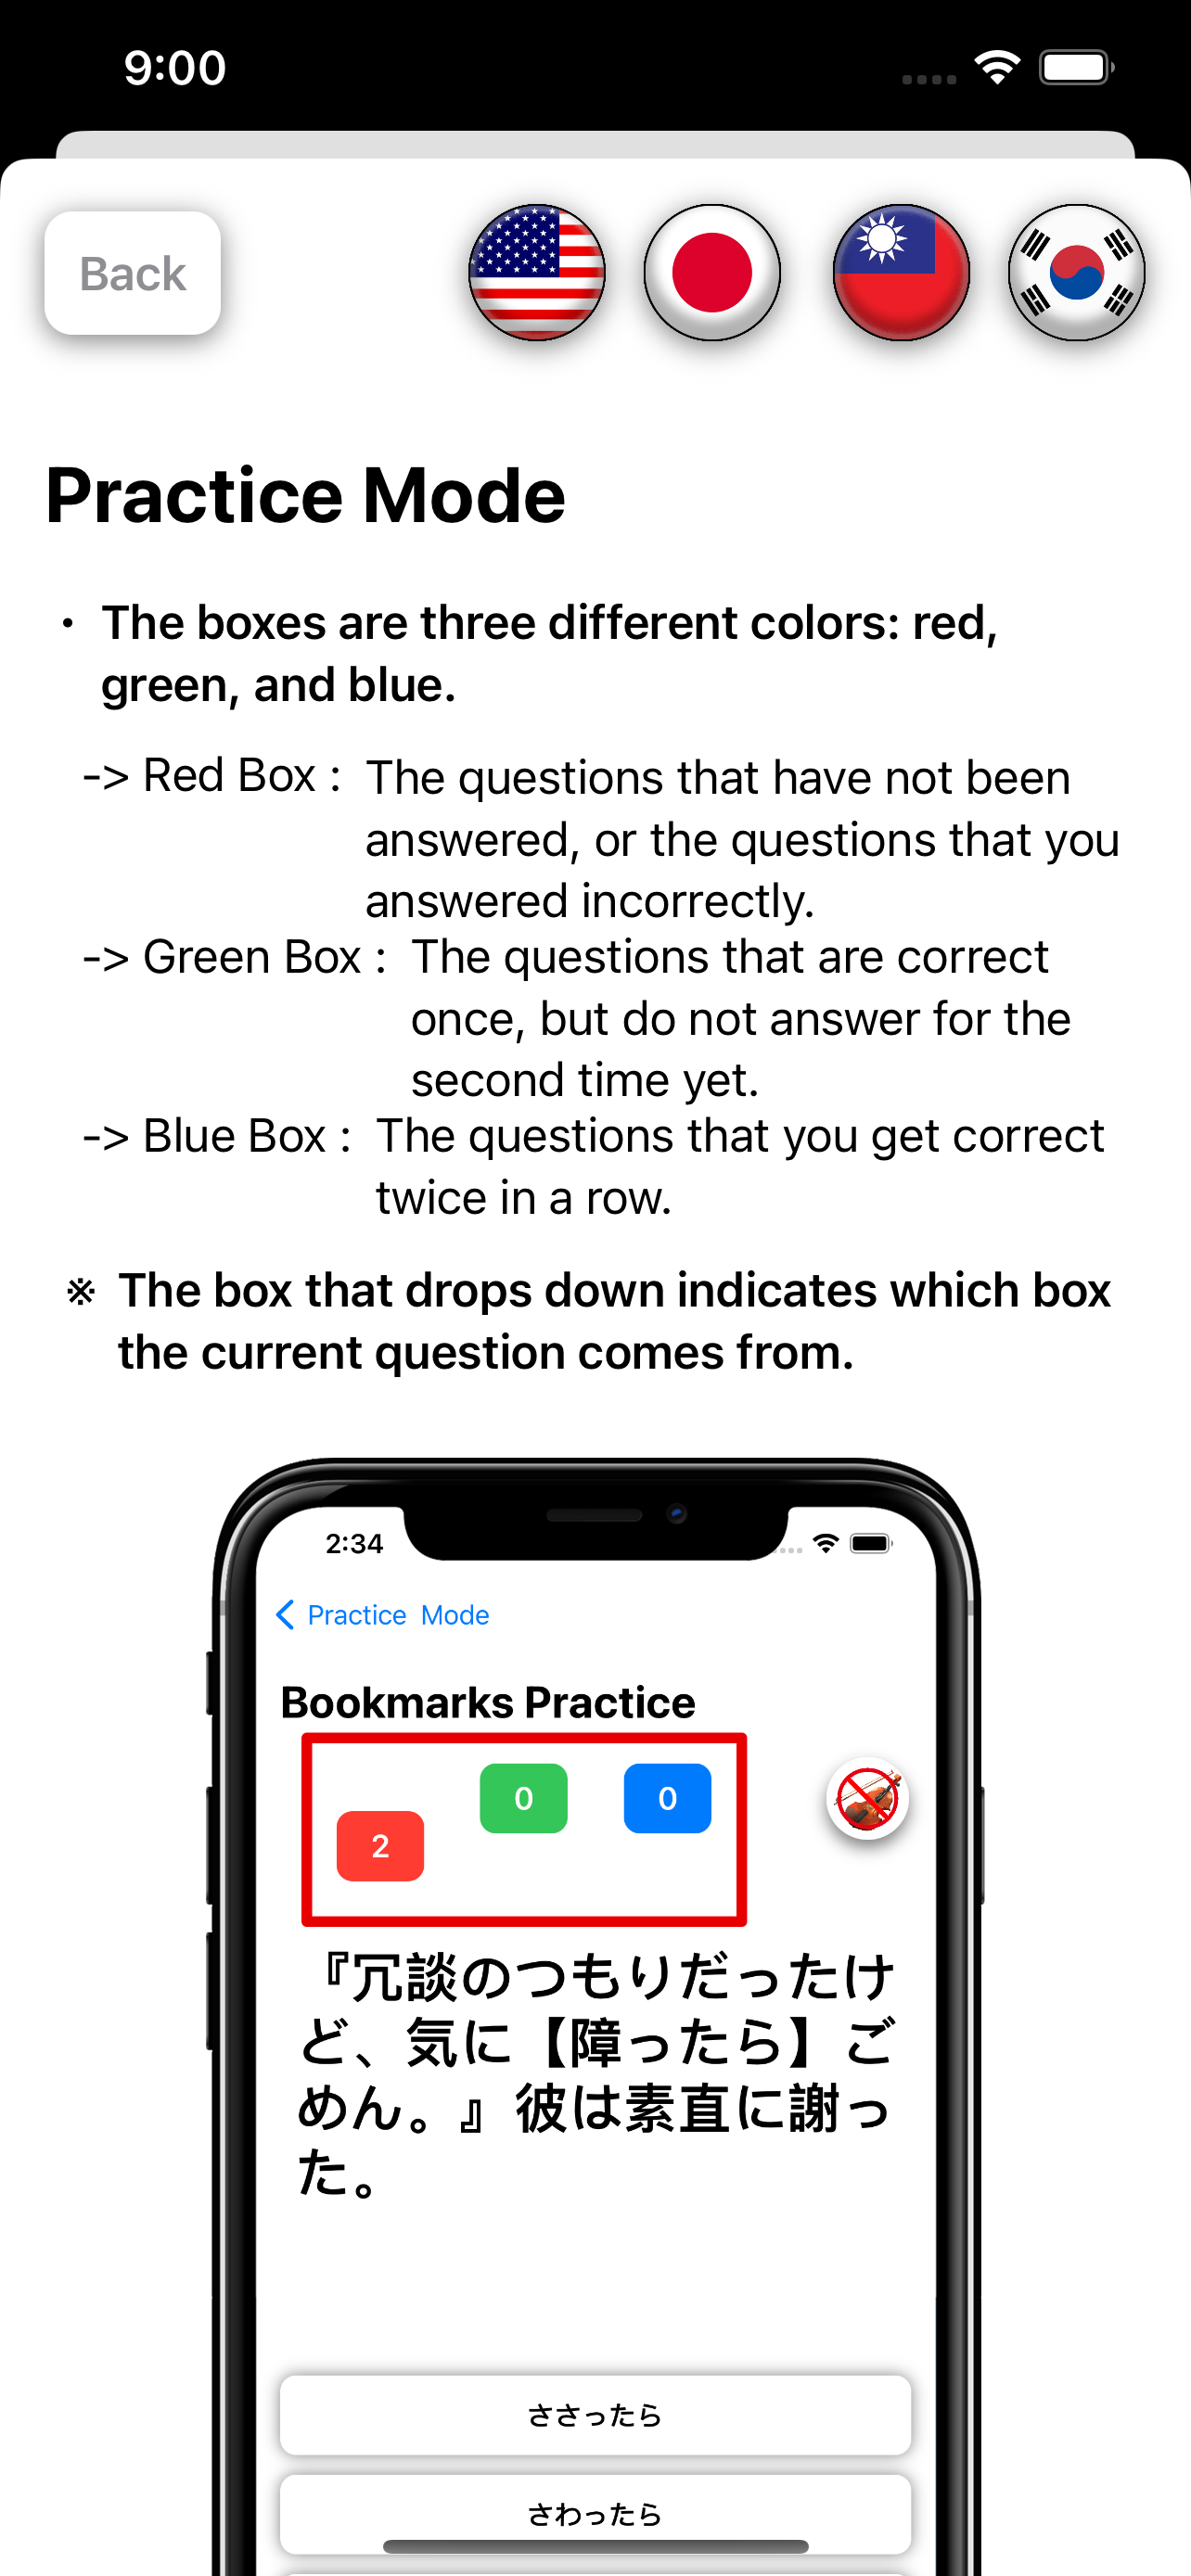 9:00
Back
Practice Mode
・ The boxes are three different colors: red,
green, and blue.
-> Red Box : The questions that have not been
answered, or the questions that you
answered incorrectly.
-> Green Box : The questions that are correct
once, but do not answer for the
second time yet.
-> Blue Box : The questions that you get correct
twice in a row.
※ The box that drops down indicates which box
the current question comes from.
2:34
Practice Mode
Bookmarks Practice
2
0
0
『冗談のつもりだったけ
ど、気に【障ったら】ご
めん。』彼は素直に謝っ
た。
ささったら
さわったら